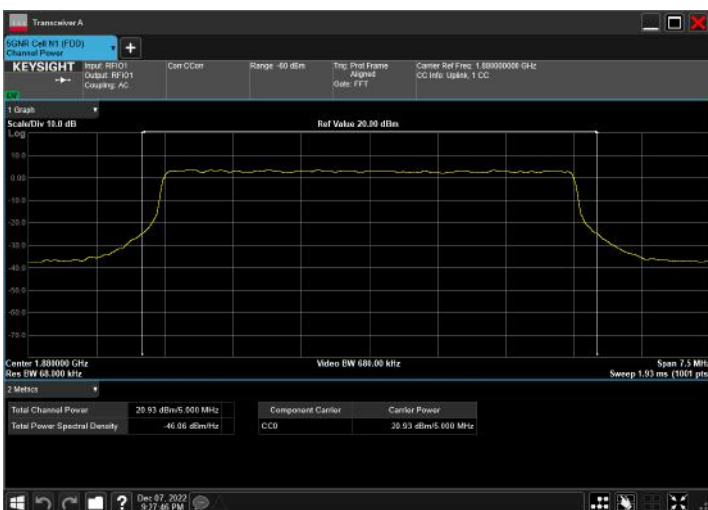 Transceiver A
5GNR Cell N1 (FDD)
Channel Power
KEYSIGHT
Input: RFIO1
Output: RFIO1
Coupling: AC
Corr CCorr
Range -60 dBm
Trig: Prot Frame
Aligned
Gate: FFT
Carrier Ref Freq: 1.880000000 GHz
CC Info: Uplink, 1 CC
1 Graph
Scale/Div 10.0 dB
Ref Value 20.00 dBm
Log
10.0
0.00
-10.0
-20.0
-30.0
-40.0
-50.0
-60.0
-70.0
Center 1.880000 GHz
Video BW 680.00 kHz
Span 7.5 MHz
Res BW 68.000 kHz
Sweep 1.93 ms (1001 pts
2 Metrics
Total Channel Power 20.93 dBm/5.000 MHz
Total Power Spectral Density -46.06 dBm/Hz
Component Carrier Carrier Power
CC0 20.93 dBm/5.000 MHz
Dec 07, 2022
9:27:46 PM